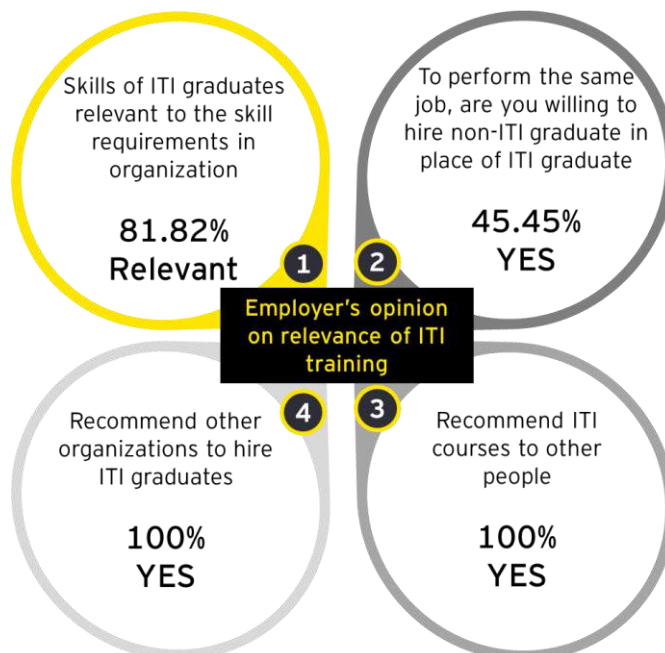 Skills of ITI graduates
relevant to the skill
requirements in
organization
81.82%
Relevant
1
To perform the same
job, are you willing to
hire non-ITI graduate in
place of ITI graduate
45.45%
YES
2
Employer's opinion
on relevance of ITI
training
4
Recommend other
organizations to hire
ITI graduates
100%
YES
3
Recommend ITI
courses to other
people
100%
YES